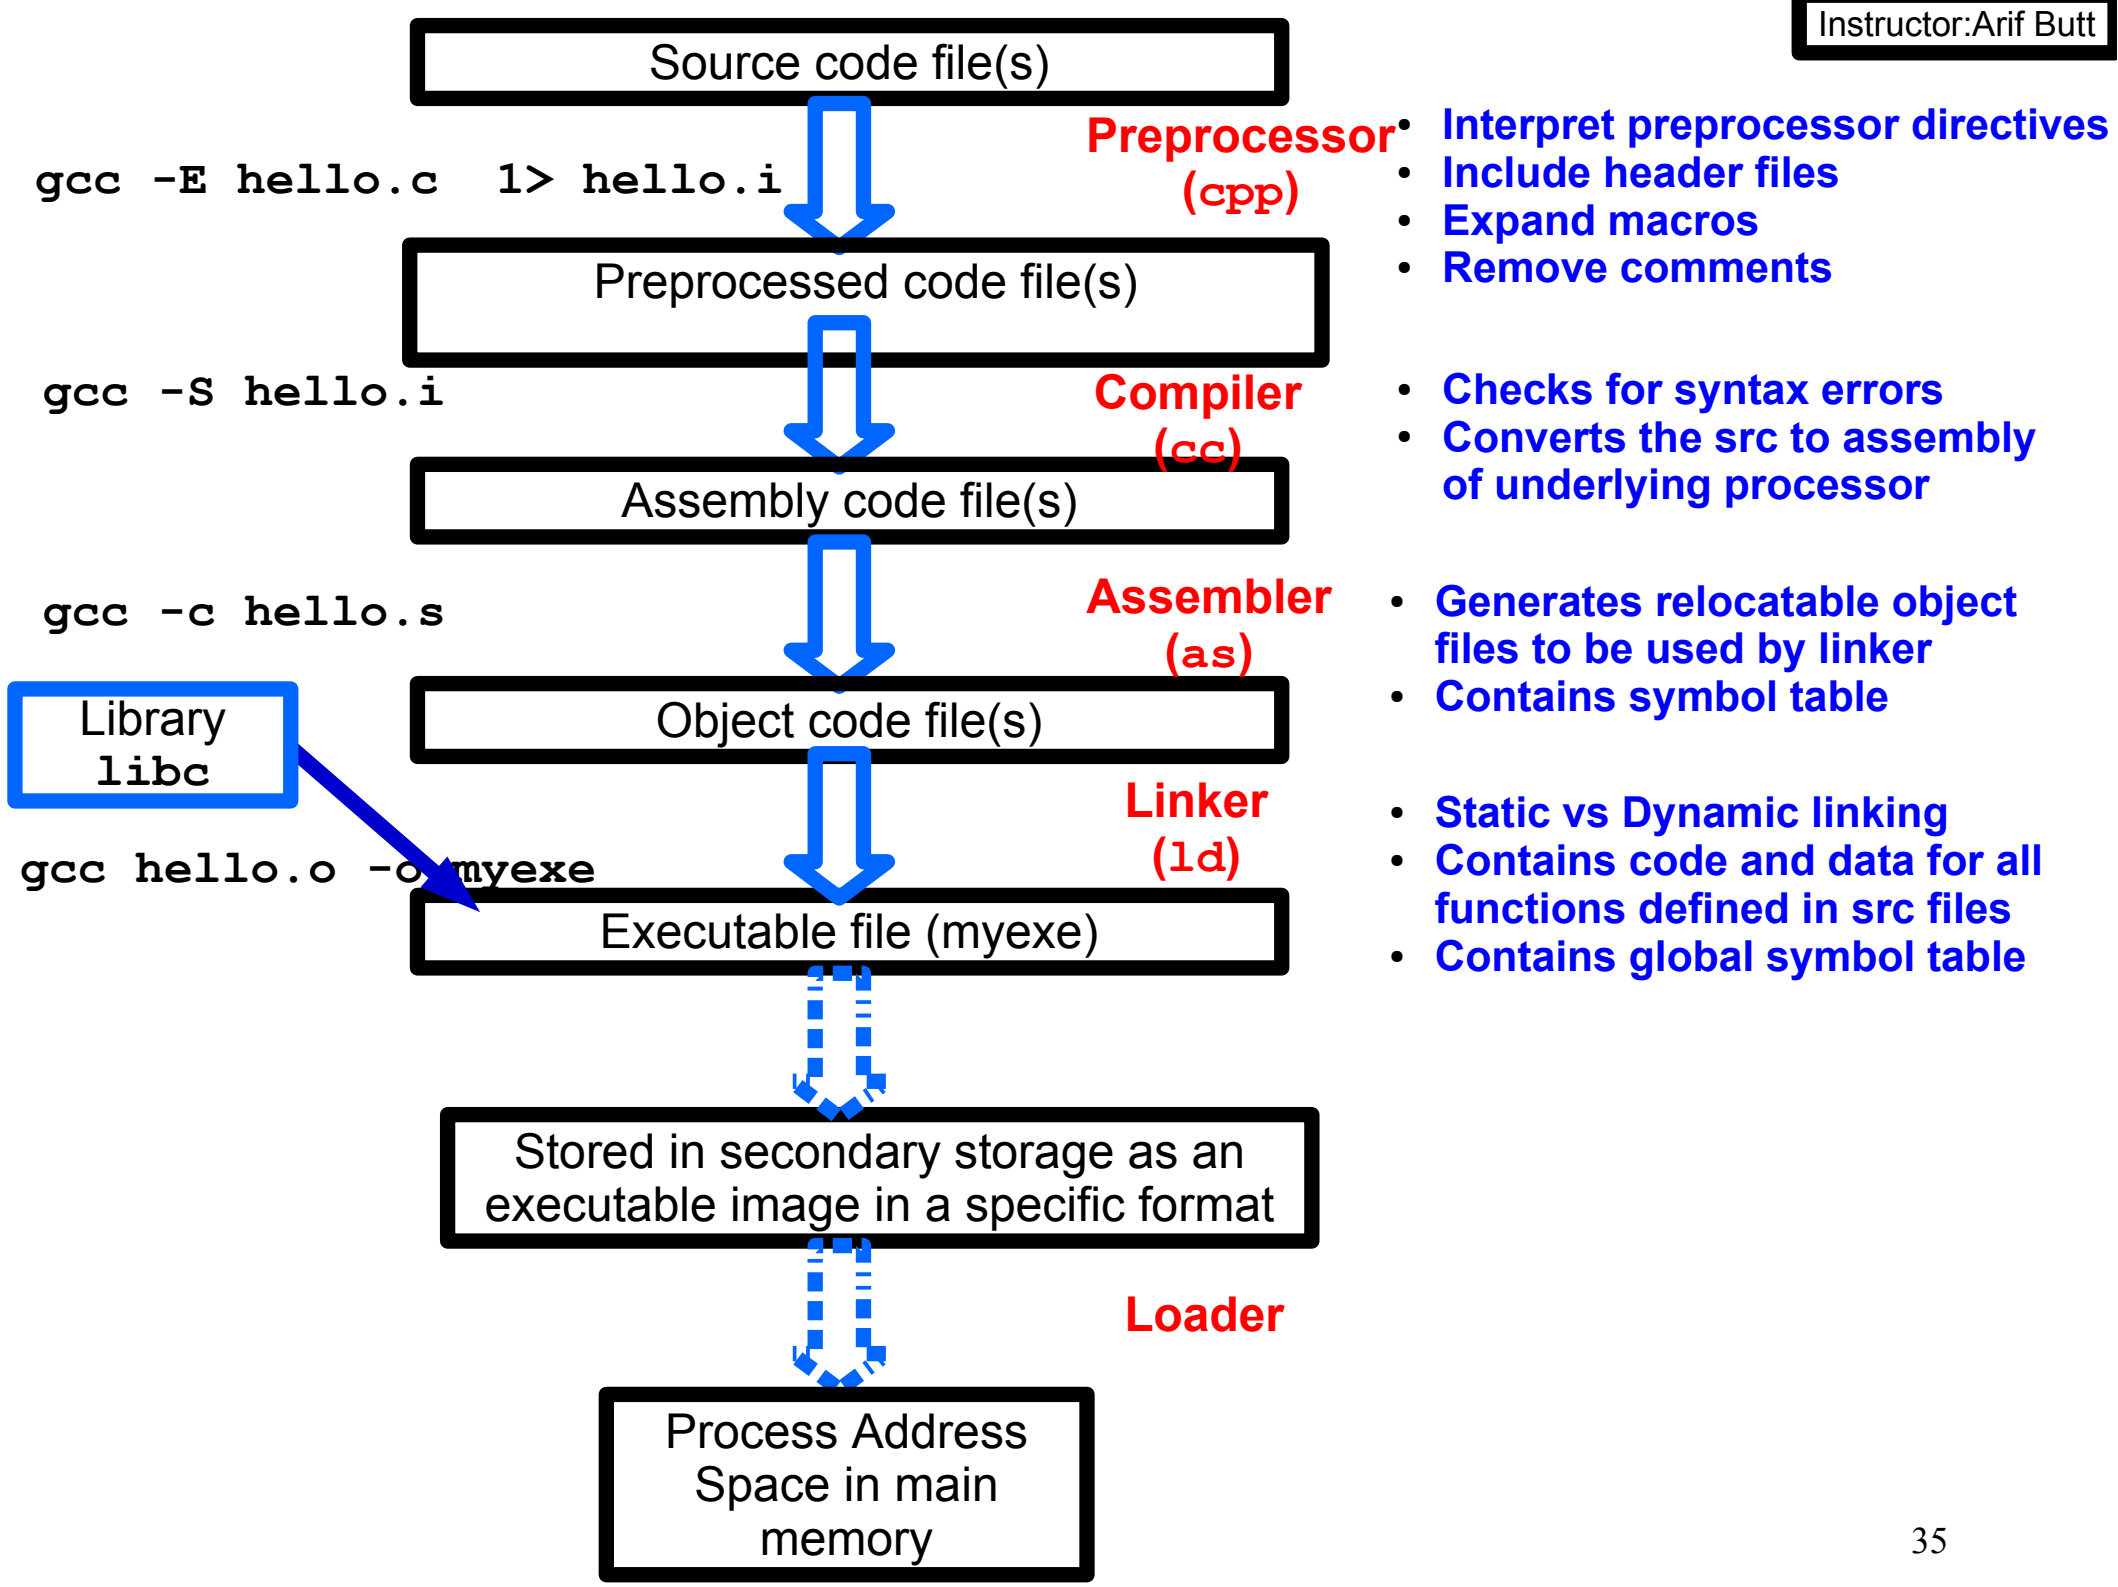 Instructor:Arif Butt
Source code file(s)
gcc -E hello.c  1> hello.i
Preprocessor
(cpp)
• Interpret preprocessor directives
• Include header files
• Expand macros
• Remove comments
Preprocessed code file(s)
gcc -S hello.i
Compiler
(cc)
• Checks for syntax errors
• Converts the src to assembly
of underlying processor
Assembly code file(s)
gcc -c hello.s
Assembler
(as)
• Generates relocatable object
files to be used by linker
• Contains symbol table
Library
libc
Object code file(s)
gcc hello.o -o myexe
Linker
(ld)
• Static vs Dynamic linking
• Contains code and data for all
functions defined in src files
• Contains global symbol table
Executable file (myexe)
Stored in secondary storage as an
executable image in a specific format
Loader
Process Address
Space in main
memory
35